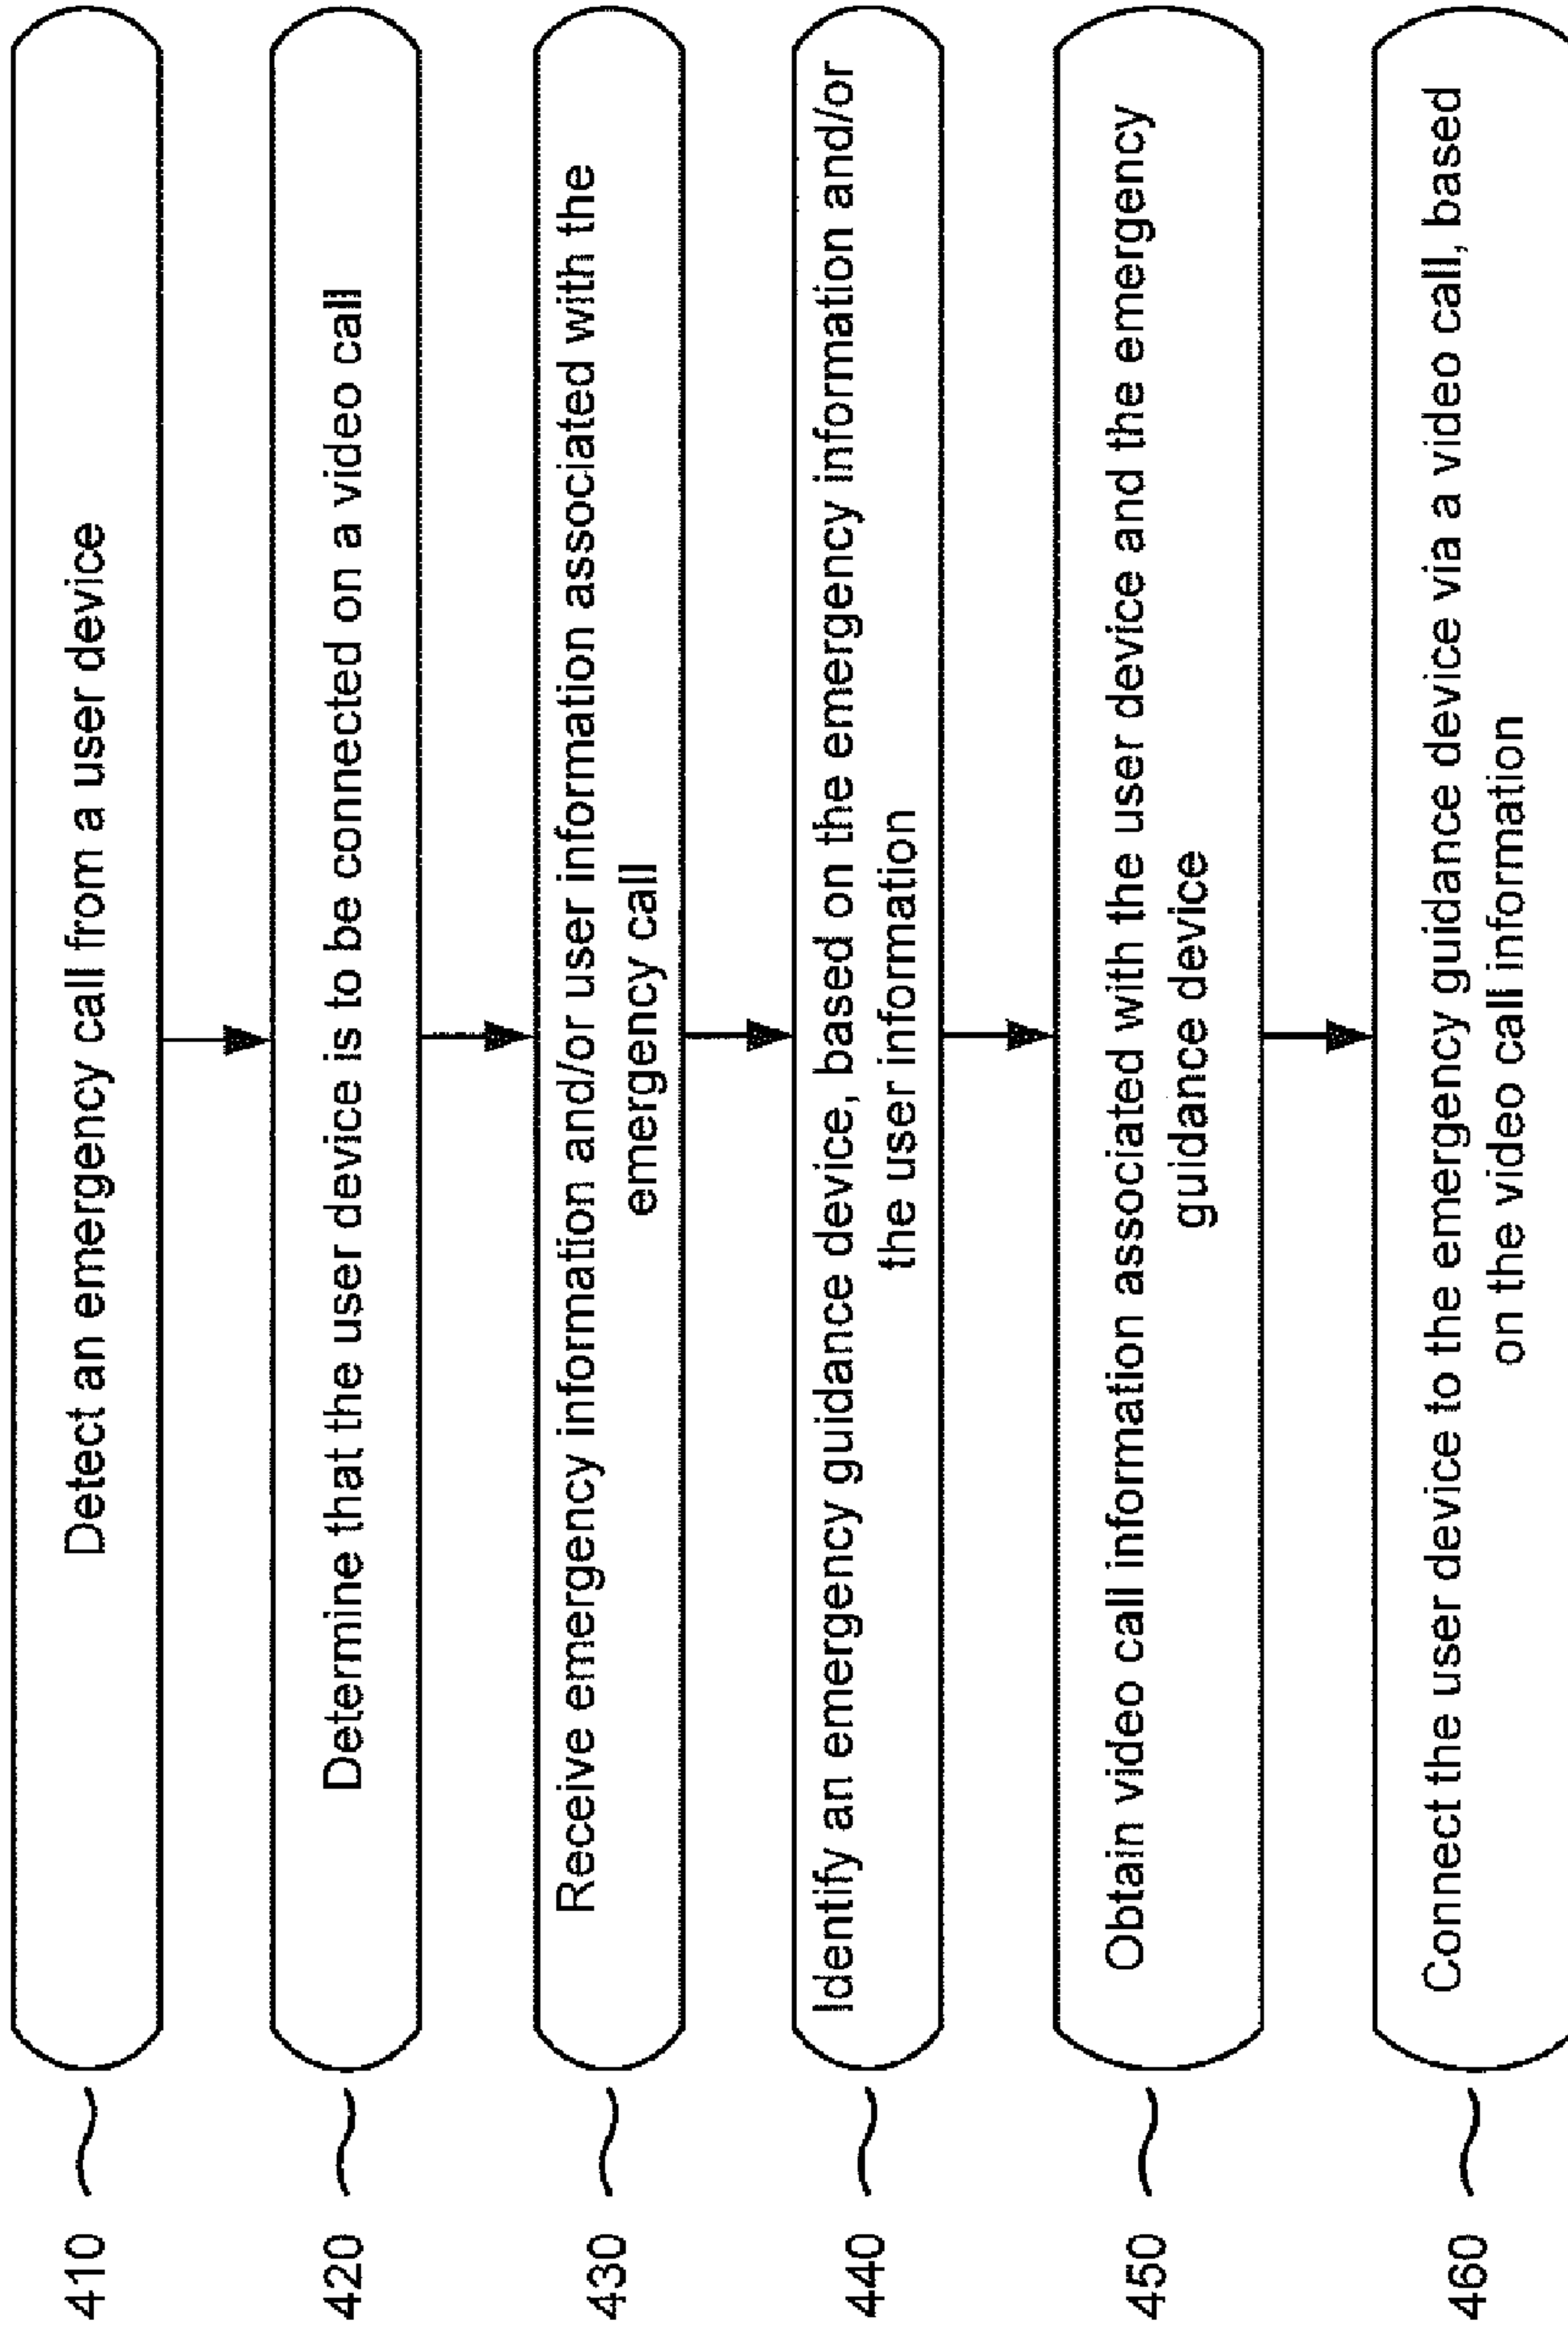 410
Detect an emergency call from a user device
420
Determine that the user device is to be connected on a video call
430
Receive emergency information and/or user information associated with the
emergency call
440
Identify an emergency guidance device, based on the emergency information and/or
the user information
450
Obtain video call information associated with the user device and the emergency
guidance device
460
Connect the user device to the emergency guidance device via a video call, based
on the video call information